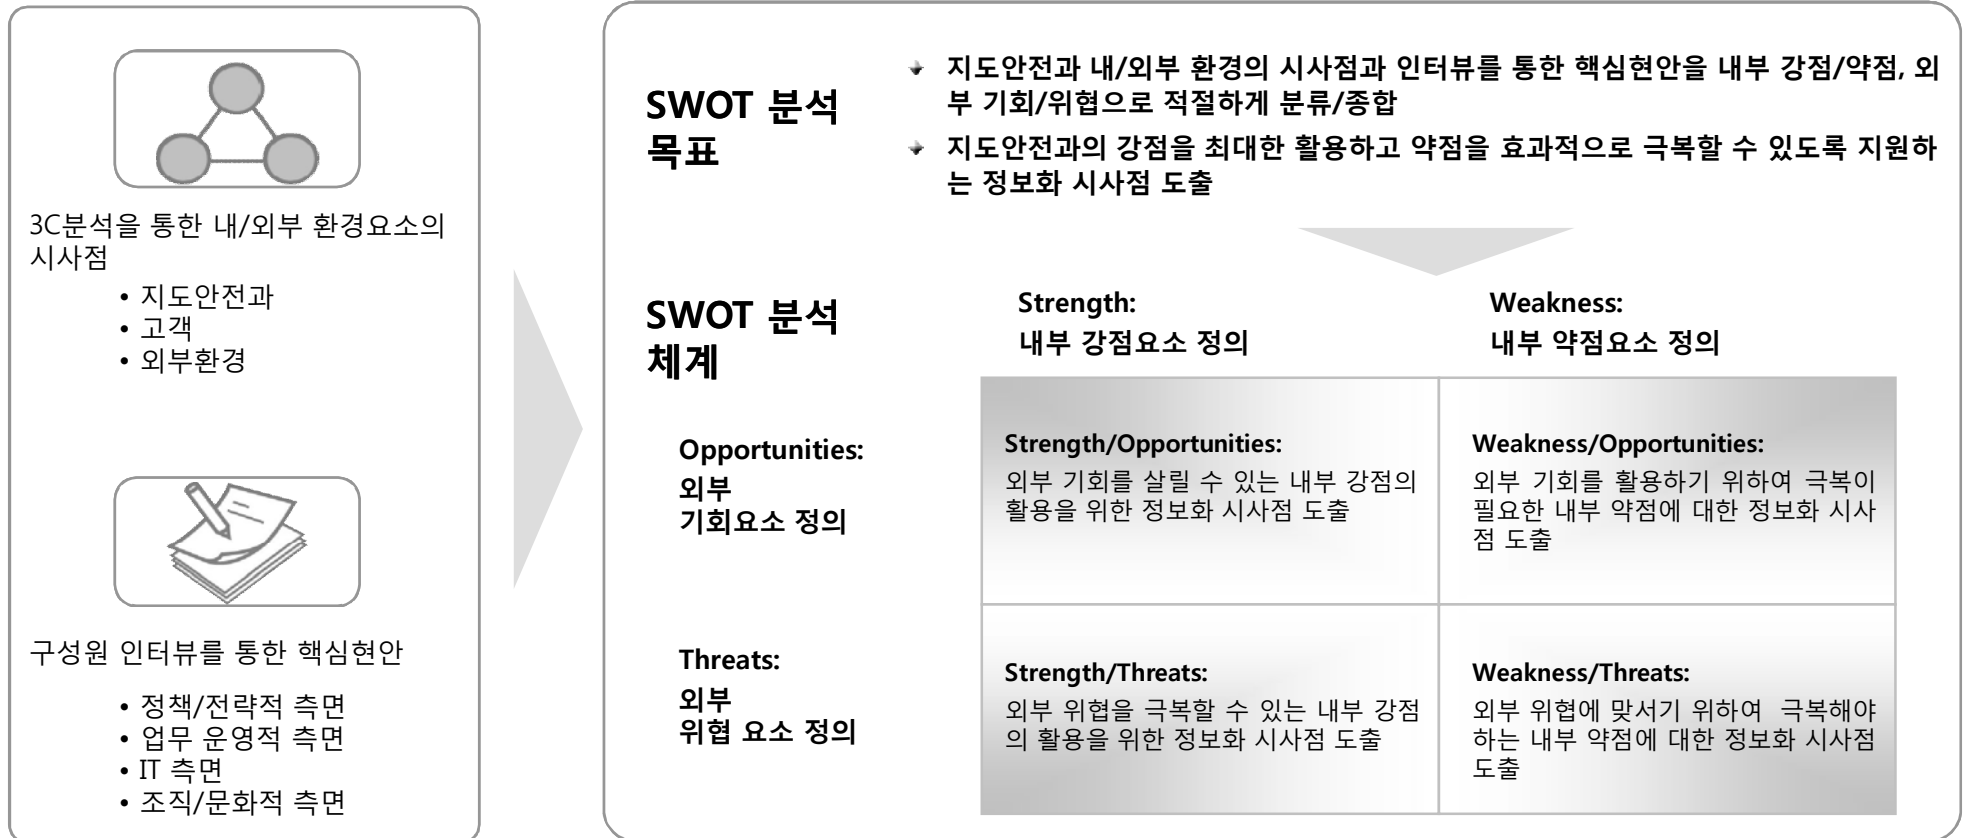 3C분석을 통한 내/외부 환경요소의
시사점
• 지도안전과
• 고객
• 외부환경
구성원 인터뷰를 통한 핵심현안
• 정책/전략적 측면
• 업무 운영적 측면
• IT 측면
• 조직/문화적 측면
SWOT 분석
목표
지도안전과 내/외부 환경의 시사점과 인터뷰를 통한 핵심현안을 내부 강점/약점, 외
부 기회/위협으로 적절하게 분류/종합
지도안전과의 강점을 최대한 활용하고 약점을 효과적으로 극복할 수 있도록 지원하
는 정보화 시사점 도출
SWOT 분석
체계
Strength:
내부 강점요소 정의
Weakness:
내부 약점요소 정의
Opportunities:
외부
기회요소 정의
Strength/Opportunities:
외부 기회를 살릴 수 있는 내부 강점의
활용을 위한 정보화 시사점 도출
Weakness/Opportunities:
외부 기회를 활용하기 위하여 극복이
필요한 내부 약점에 대한 정보화 시사
점 도출
Threats:
외부
위협 요소 정의
Strength/Threats:
외부 위협을 극복할 수 있는 내부 강점
의 활용을 위한 정보화 시사점 도출
Weakness/Threats:
외부 위협에 맞서기 위하여 극복해야
하는 내부 약점에 대한 정보화 시사점
도출